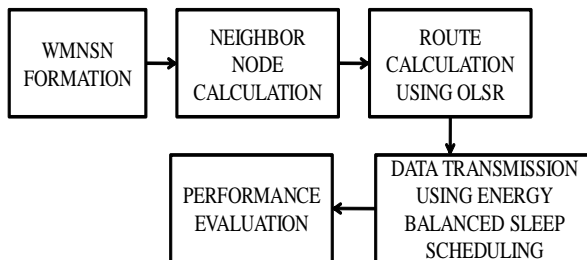 WMNSN
FORMATION
NEIGHBOR
NODE
CALCULATION
ROUTE
CALCULATION
USING OLSR
DATA TRANSMISSION
USING ENERGY
BALANCED SLEEP
SCHEDULING
PERFORMANCE
EVALUATION